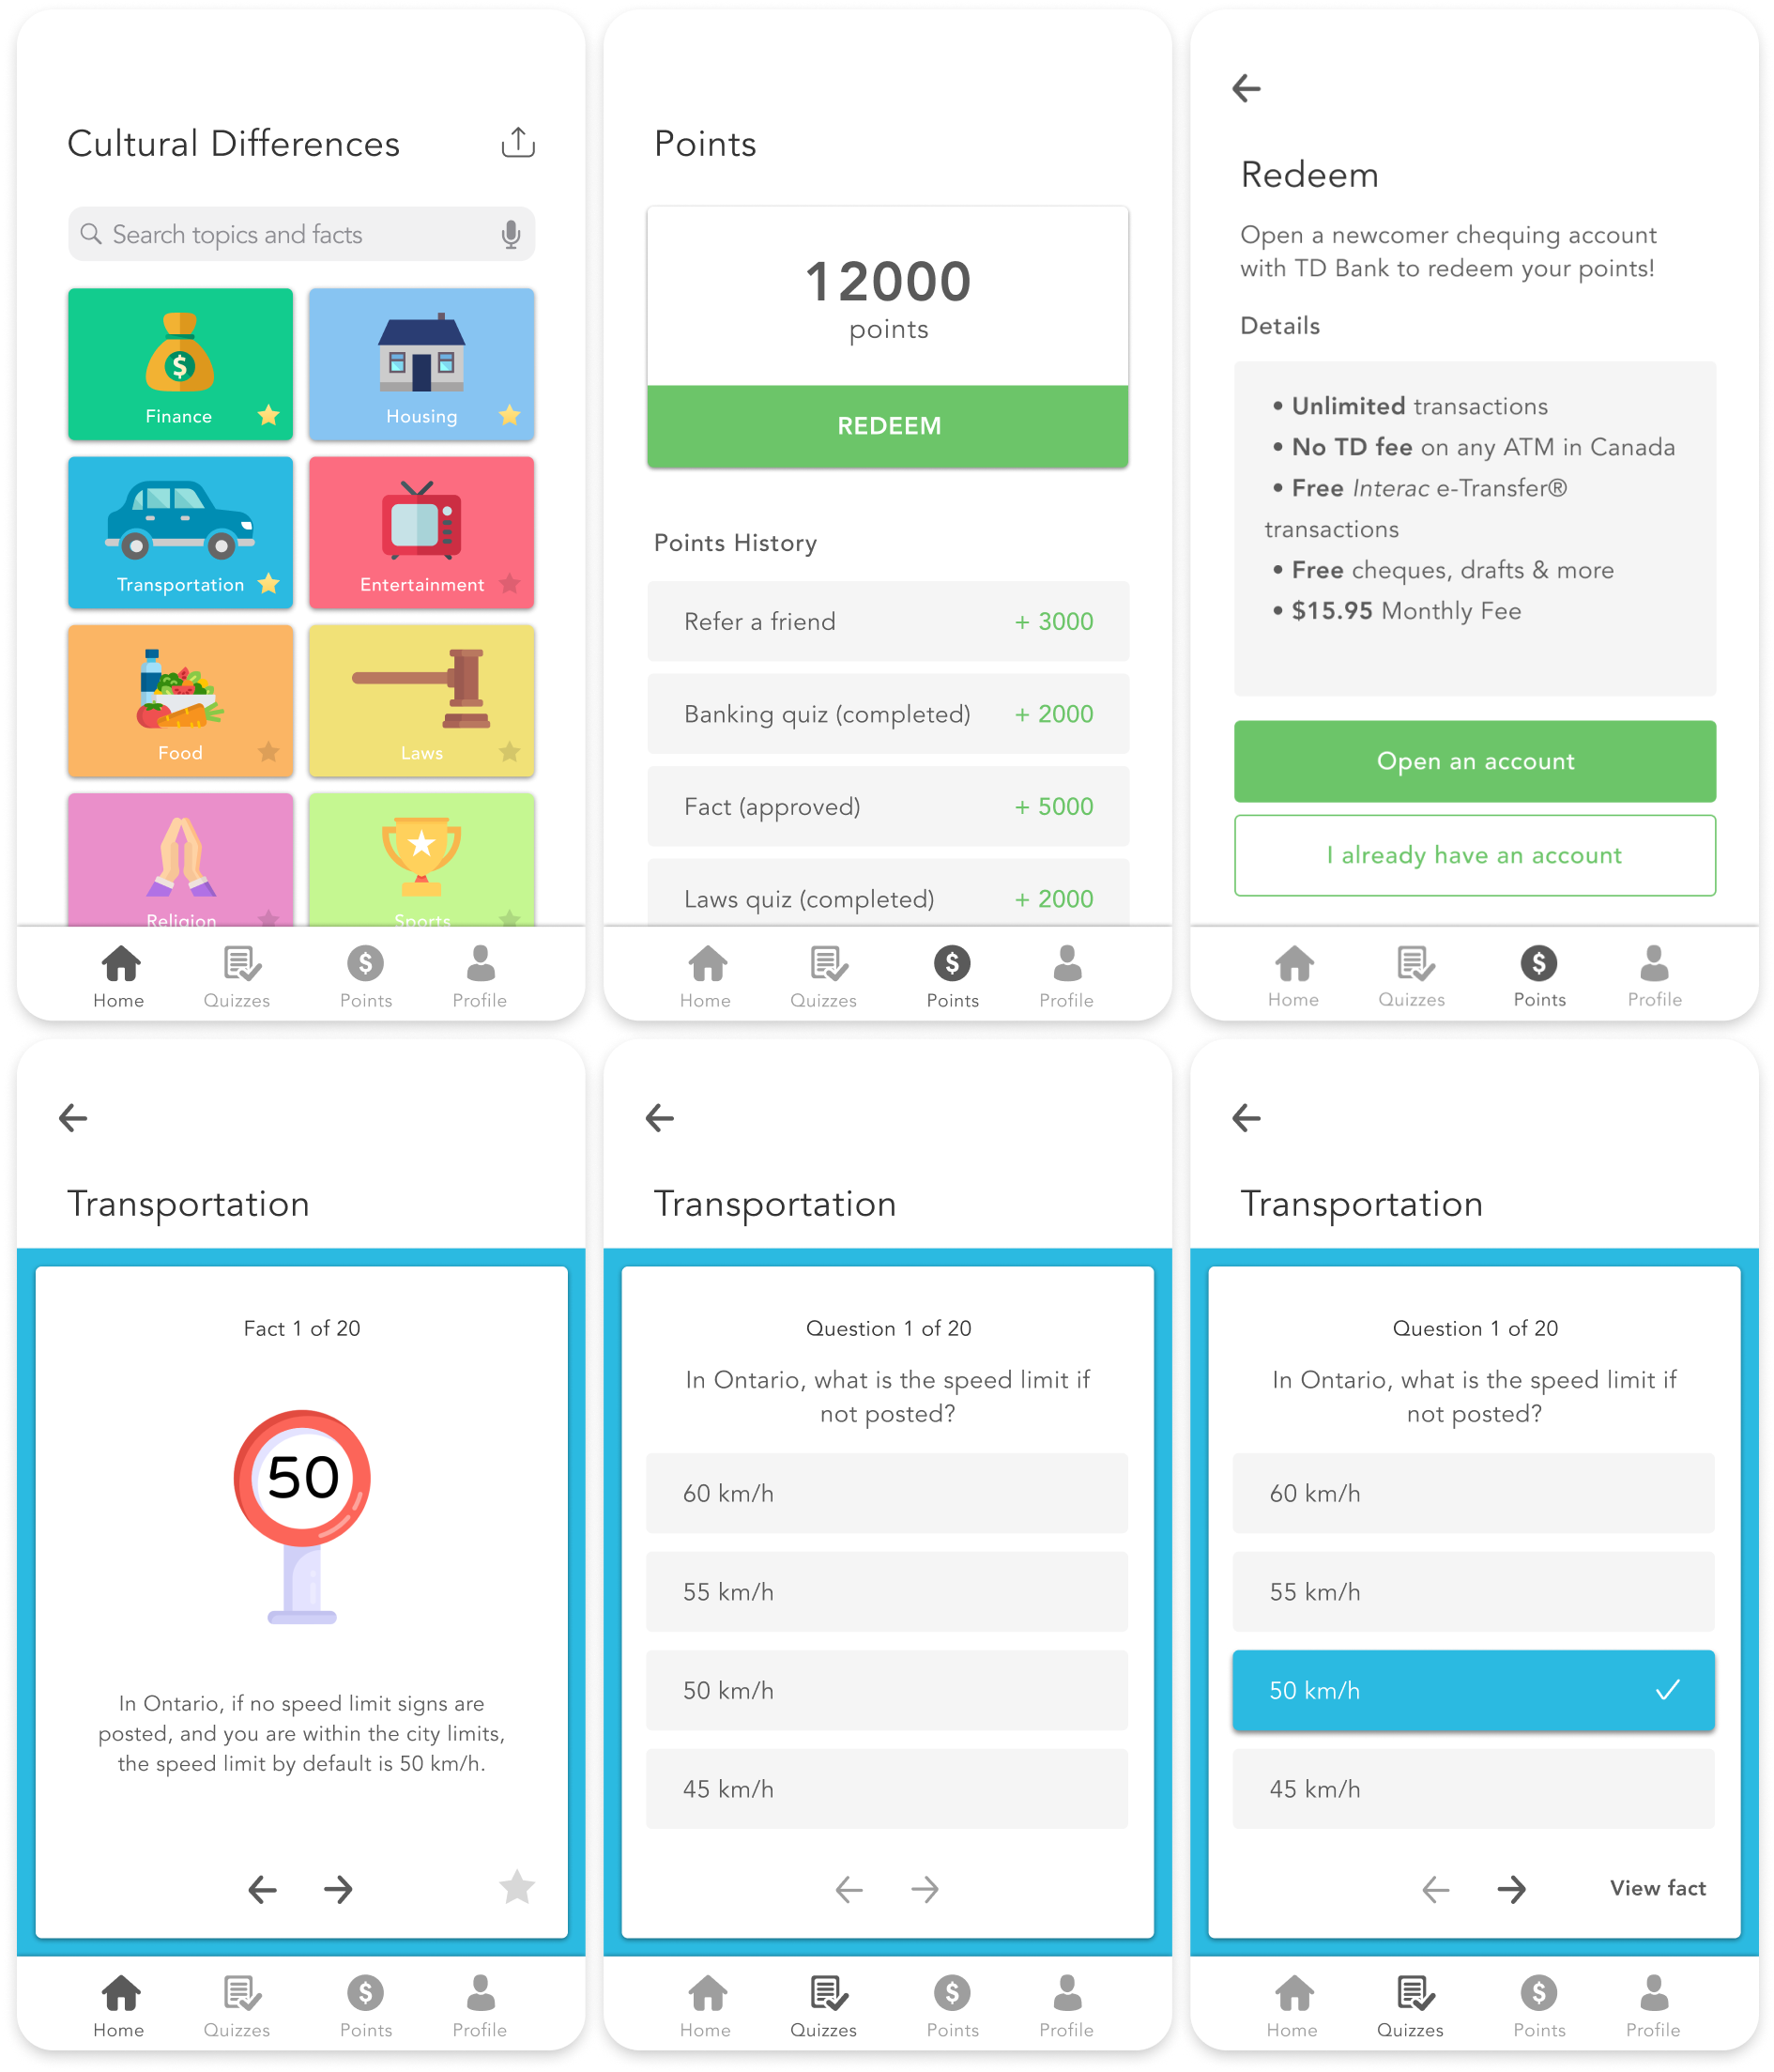 Cultural Differences
Search topics and facts
$
Finance
Housing
Transportation
Entertainment
Food
Laws
Religion
Sports
$
Home
Quizzes
Points
Profile
Points
12000
points
REDEEM
Points History
Refer a friend + 3000
Banking quiz (completed) + 2000
Fact (approved) + 5000
Laws quiz (completed) + 2000
$
Home
Quizzes
Points
Profile
Redeem
Open a newcomer chequing account
with TD Bank to redeem your points!
Details
• Unlimited transactions
• No TD fee on any ATM in Canada
• Free Interac e-Transfer®
transactions
• Free cheques, drafts & more
• $15.95 Monthly Fee
Open an account
I already have an account
$
Home
Quizzes
Points
Profile
Transportation
Fact 1 of 20
50
In Ontario, if no speed limit signs are
posted, and you are within the city limits,
the speed limit by default is 50 km/h.
$
Home
Quizzes
Points
Profile
Transportation
Question 1 of 20
In Ontario, what is the speed limit if
not posted?
60 km/h
55 km/h
50 km/h
45 km/h
$
Home
Quizzes
Points
Profile
Transportation
Question 1 of 20
In Ontario, what is the speed limit if
not posted?
60 km/h
55 km/h
50 km/h
45 km/h
View fact
$
Home
Quizzes
Points
Profile